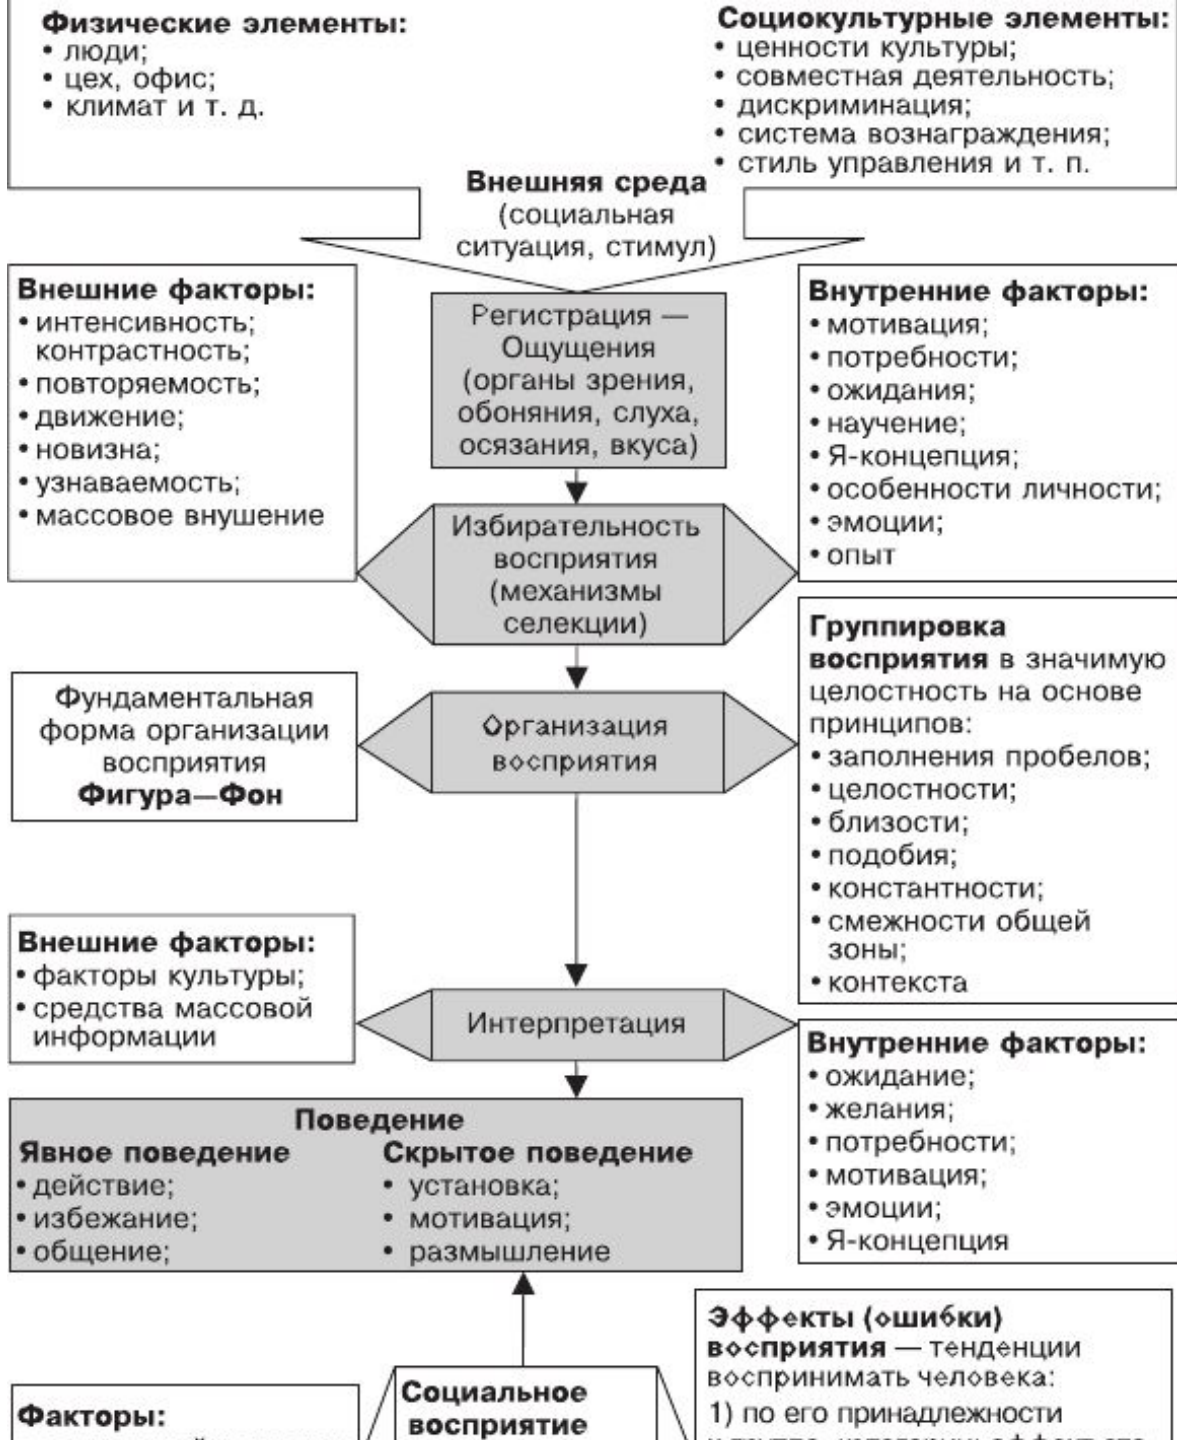 Физические элементы:
• люди;
• цех, офис;
• климат и т. д.
Социокультурные элементы:
• ценности культуры;
• совместная деятельность;
• дискриминация;
• система вознаграждения;
• стиль управления и т. п.
Внешняя среда
(социальная
ситуация, стимул)
Внешние факторы:
• интенсивность;
контрастность;
• повторяемость;
• движение;
• новизна;
• узнаваемость;
• массовое внушение
Регистрация —
Ощущения
(органы зрения,
обоняния, слуха,
осязания, вкуса)
Внутренние факторы:
• мотивация;
• потребности;
• ожидания;
• научение;
• Я-концепция;
• особенности личности;
• эмоции;
• опыт
Избирательность
восприятия
(механизмы
селекции)
Фундаментальная
форма организации
восприятия
Фигура—Фон
Организация
восприятия
Группировка
восприятия в значимую
целостность на основе
принципов:
• заполнения пробелов;
• целостности;
• близости;
• подобия;
• константности;
• смежности общей
зоны;
• контекста
Внешние факторы:
• факторы культуры;
• средства массовой
информации
Интерпретация
Внутренние факторы:
• ожидание;
• желания;
• потребности;
• мотивация;
• эмоции;
• Я-концепция
Поведение
Явное поведение
• действие;
• избежание;
• общение;
Скрытое поведение
• установка;
• мотивация;
• размышление
Факторы:
Социальное
восприятие
Эффекты (ошибки)
восприятия — тенденции
воспринимать человека:
1) по его принадлежности